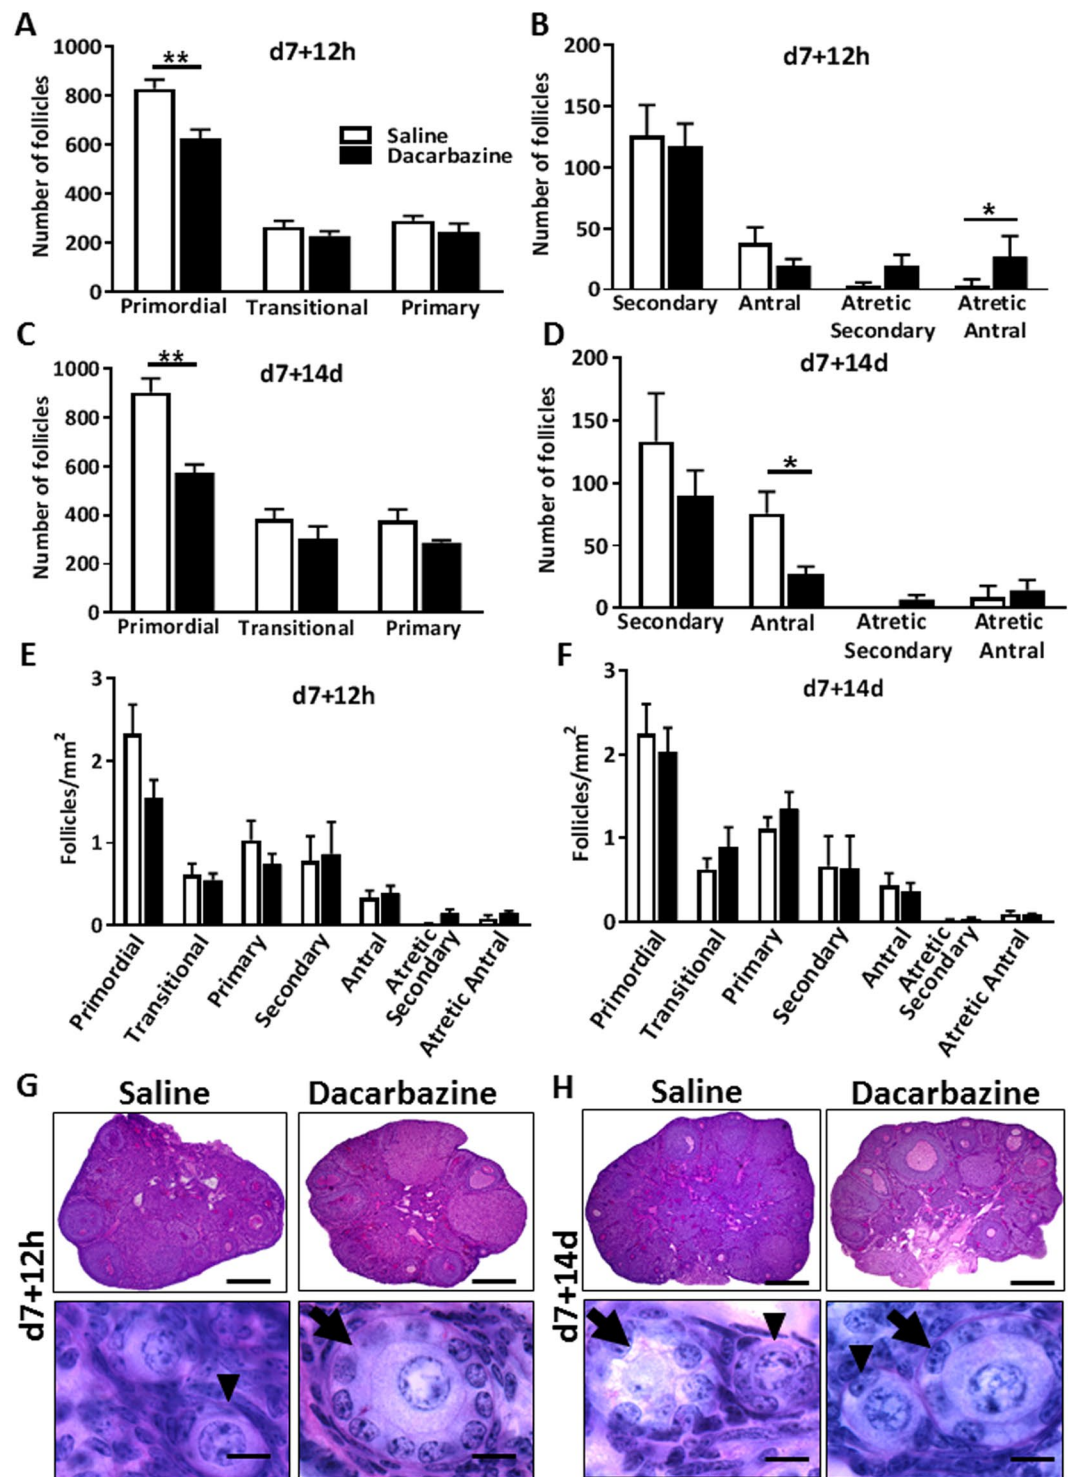 A
d7+12h
**
Number of follicles
1000
800
600
400
200
0
Saline
Dacarbazine
Primordial
Transitional
Primary
B
d7+12h
Number of follicles
200
150
100
50
0
*
Secondary
Antral
Atretic
Secondary
Atretic
Antral
C
d7+14d
**
Number of follicles
1000
800
600
400
200
0
Primordial
Transitional
Primary
D
d7+14d
*
Number of follicles
200
150
100
50
0
Secondary
Antral
Atretic
Secondary
Atretic
Antral
E
d7+12h
Follicles/mm²
3
2
1
0
Primordial
Transitional
Primary
Secondary
Antral
Atretic
Secondary
Atretic Antral
F
d7+14d
Follicles/mm²
3
2
1
0
Primordial
Transitional
Primary
Secondary
Antral
Atretic
Secondary
Atretic Antral
G
Saline
Dacarbazine
d7+12h
H
Saline
Dacarbazine
d7+14d